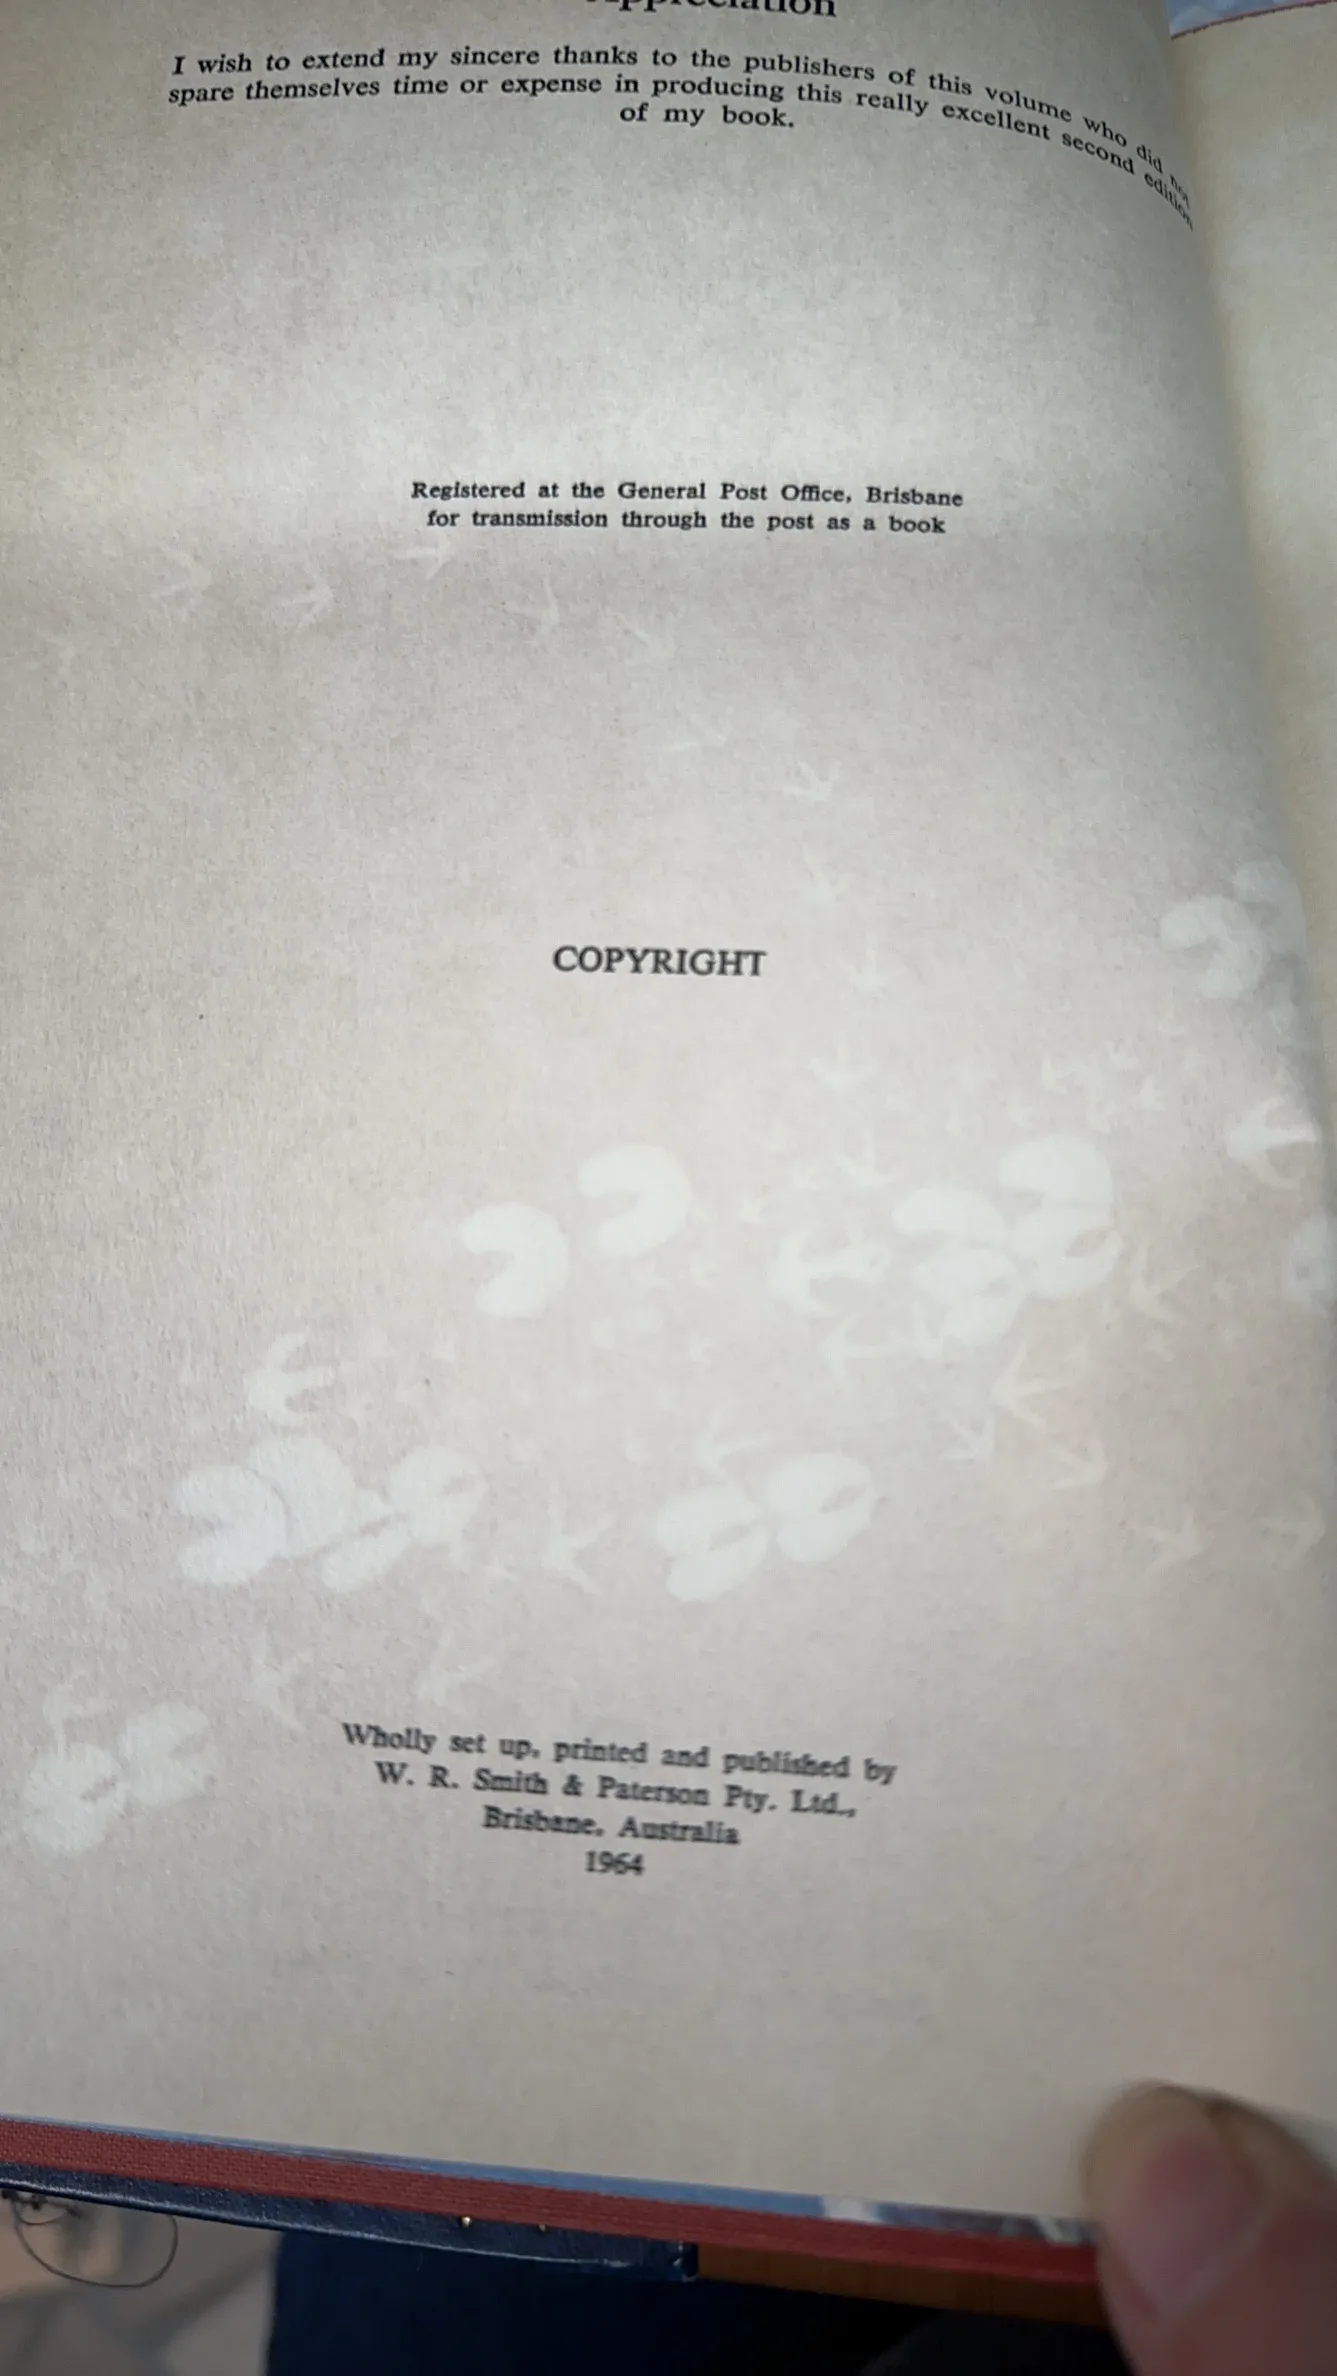 Appreciation
I wish to extend my sincere thanks to the publishers of this volume who did not
spare themselves time or expense in producing this really excellent second edition
of my book.
Registered at the General Post Office, Brisbane
for transmission through the post as a book
COPYRIGHT
Wholly set up, printed and published by
W. R. Smith & Paterson Pty. Ltd.,
Brisbane, Australia
1964